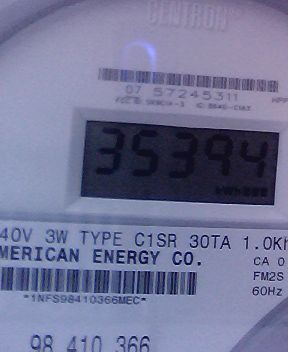 CENTRON
07 57245311
35394
kWh
40V 3W TYPE C1SR 30TA 1.0Kh
MERICAN ENERGY CO.
CA 0
FM2S
*1NFS98410366MEC*
60Hz
98 410 366